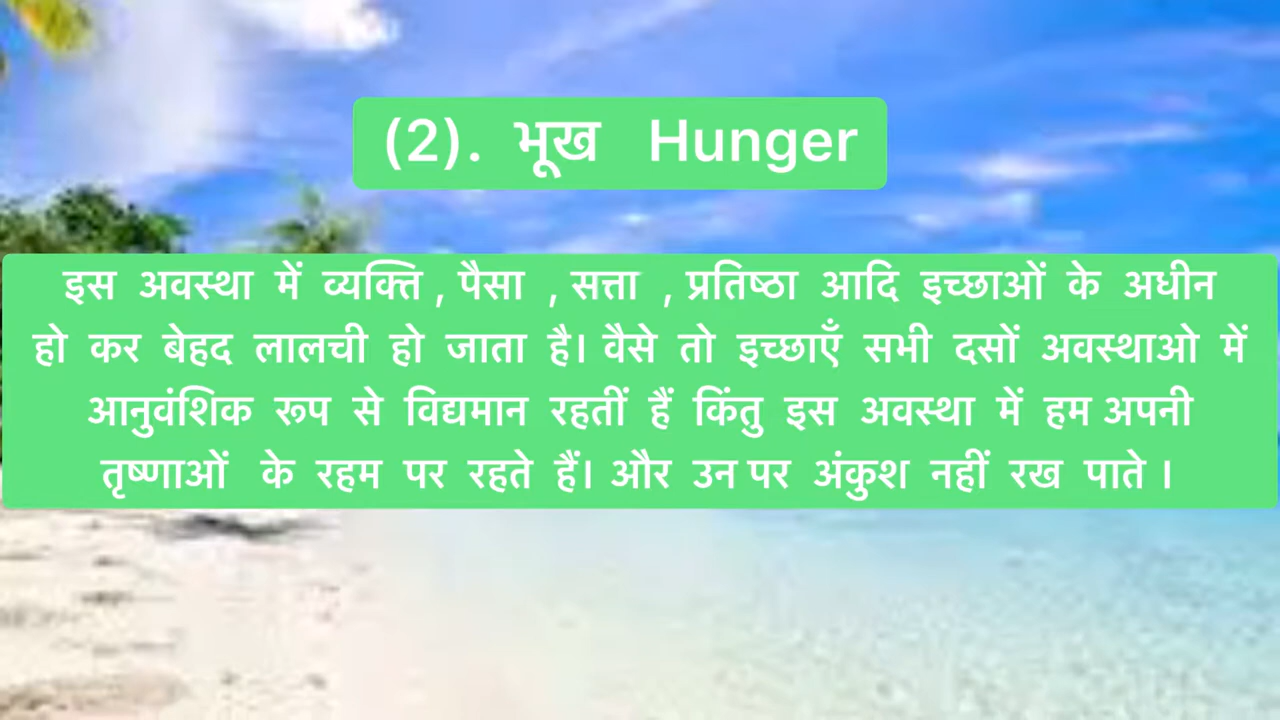 (2). भूख Hunger
इस अवस्था में व्यक्ति , पैसा , सत्ता , प्रतिष्ठा आदि इच्छाओं के अधीन
हो कर बेहद लालची हो जाता है। वैसे तो इच्छाएँ सभी दसों अवस्थाओ में
आनुवंशिक रूप से विद्यमान रहतीं हैं किंतु इस अवस्था में हम अपनी
तृष्णाओं के रहम पर रहते हैं। और उन पर अंकुश नहीं रख पाते ।